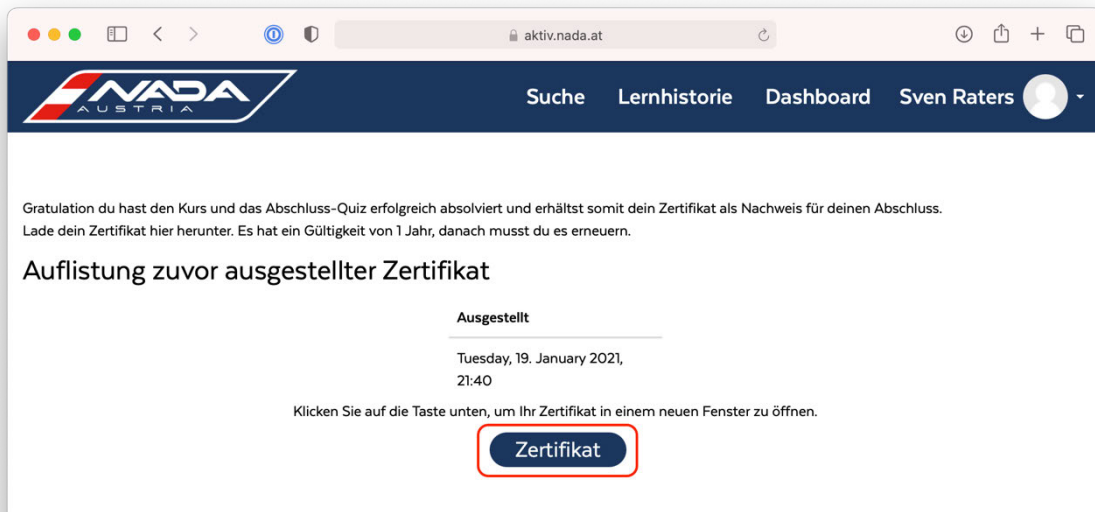 aktiv.nada.at
NADA
AUSTRIA
Suche Lernhistorie Dashboard Sven Raters
Gratulation du hast den Kurs und das Abschluss-Quiz erfolgreich absolviert und erhältst somit dein Zertifikat als Nachweis für deinen Abschluss.
Lade dein Zertifikat hier herunter. Es hat ein Gültigkeit von 1 Jahr, danach musst du es erneuern.
Auflistung zuvor ausgestellter Zertifikat
Ausgestellt
Tuesday, 19. January 2021,
21:40
Klicken Sie auf die Taste unten, um Ihr Zertifikat in einem neuen Fenster zu öffnen.
Zertifikat